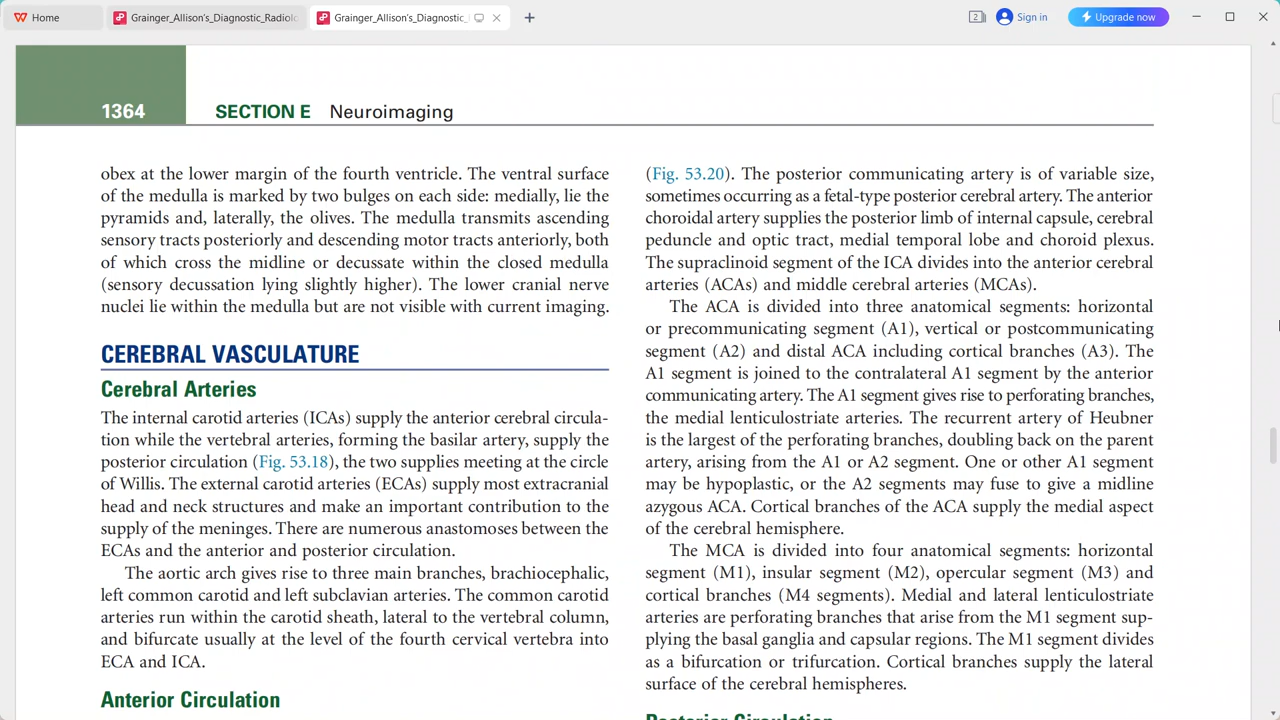 Home
Grainger_Allison's_Diagnostic_Radiolo
Grainger_Allison's_Diagnostic_
2
Sign in
Upgrade now
1364
SECTION E Neuroimaging
obex at the lower margin of the fourth ventricle. The ventral surface
of the medulla is marked by two bulges on each side: medially, lie the
pyramids and, laterally, the olives. The medulla transmits ascending
sensory tracts posteriorly and descending motor tracts anteriorly, both
of which cross the midline or decussate within the closed medulla
(sensory decussation lying slightly higher). The lower cranial nerve
nuclei lie within the medulla but are not visible with current imaging.
CEREBRAL VASCULATURE
Cerebral Arteries
The internal carotid arteries (ICAs) supply the anterior cerebral circula-
tion while the vertebral arteries, forming the basilar artery, supply the
posterior circulation (Fig. 53.18), the two supplies meeting at the circle
of Willis. The external carotid arteries (ECAs) supply most extracranial
head and neck structures and make an important contribution to the
supply of the meninges. There are numerous anastomoses between the
ECAs and the anterior and posterior circulation.
The aortic arch gives rise to three main branches, brachiocephalic,
left common carotid and left subclavian arteries. The common carotid
arteries run within the carotid sheath, lateral to the vertebral column,
and bifurcate usually at the level of the fourth cervical vertebra into
ECA and ICA.
Anterior Circulation
(Fig. 53.20). The posterior communicating artery is of variable size,
sometimes occurring as a fetal-type posterior cerebral artery. The anterior
choroidal artery supplies the posterior limb of internal capsule, cerebral
peduncle and optic tract, medial temporal lobe and choroid plexus.
The supraclinoid segment of the ICA divides into the anterior cerebral
arteries (ACAs) and middle cerebral arteries (MCAs).
The ACA is divided into three anatomical segments: horizontal
or precommunicating segment (A1), vertical or postcommunicating
segment (A2) and distal ACA including cortical branches (A3). The
A1 segment is joined to the contralateral A1 segment by the anterior
communicating artery. The A1 segment gives rise to perforating branches,
the medial lenticulostriate arteries. The recurrent artery of Heubner
is the largest of the perforating branches, doubling back on the parent
artery, arising from the A1 or A2 segment. One or other A1 segment
may be hypoplastic, or the A2 segments may fuse to give a midline
azygous ACA. Cortical branches of the ACA supply the medial aspect
of the cerebral hemisphere.
The MCA is divided into four anatomical segments: horizontal
segment (M1), insular segment (M2), opercular segment (M3) and
cortical branches (M4 segments). Medial and lateral lenticulostriate
arteries are perforating branches that arise from the M1 segment sup-
plying the basal ganglia and capsular regions. The M1 segment divides
as a bifurcation or trifurcation. Cortical branches supply the lateral
surface of the cerebral hemispheres.
Posterior Circulation